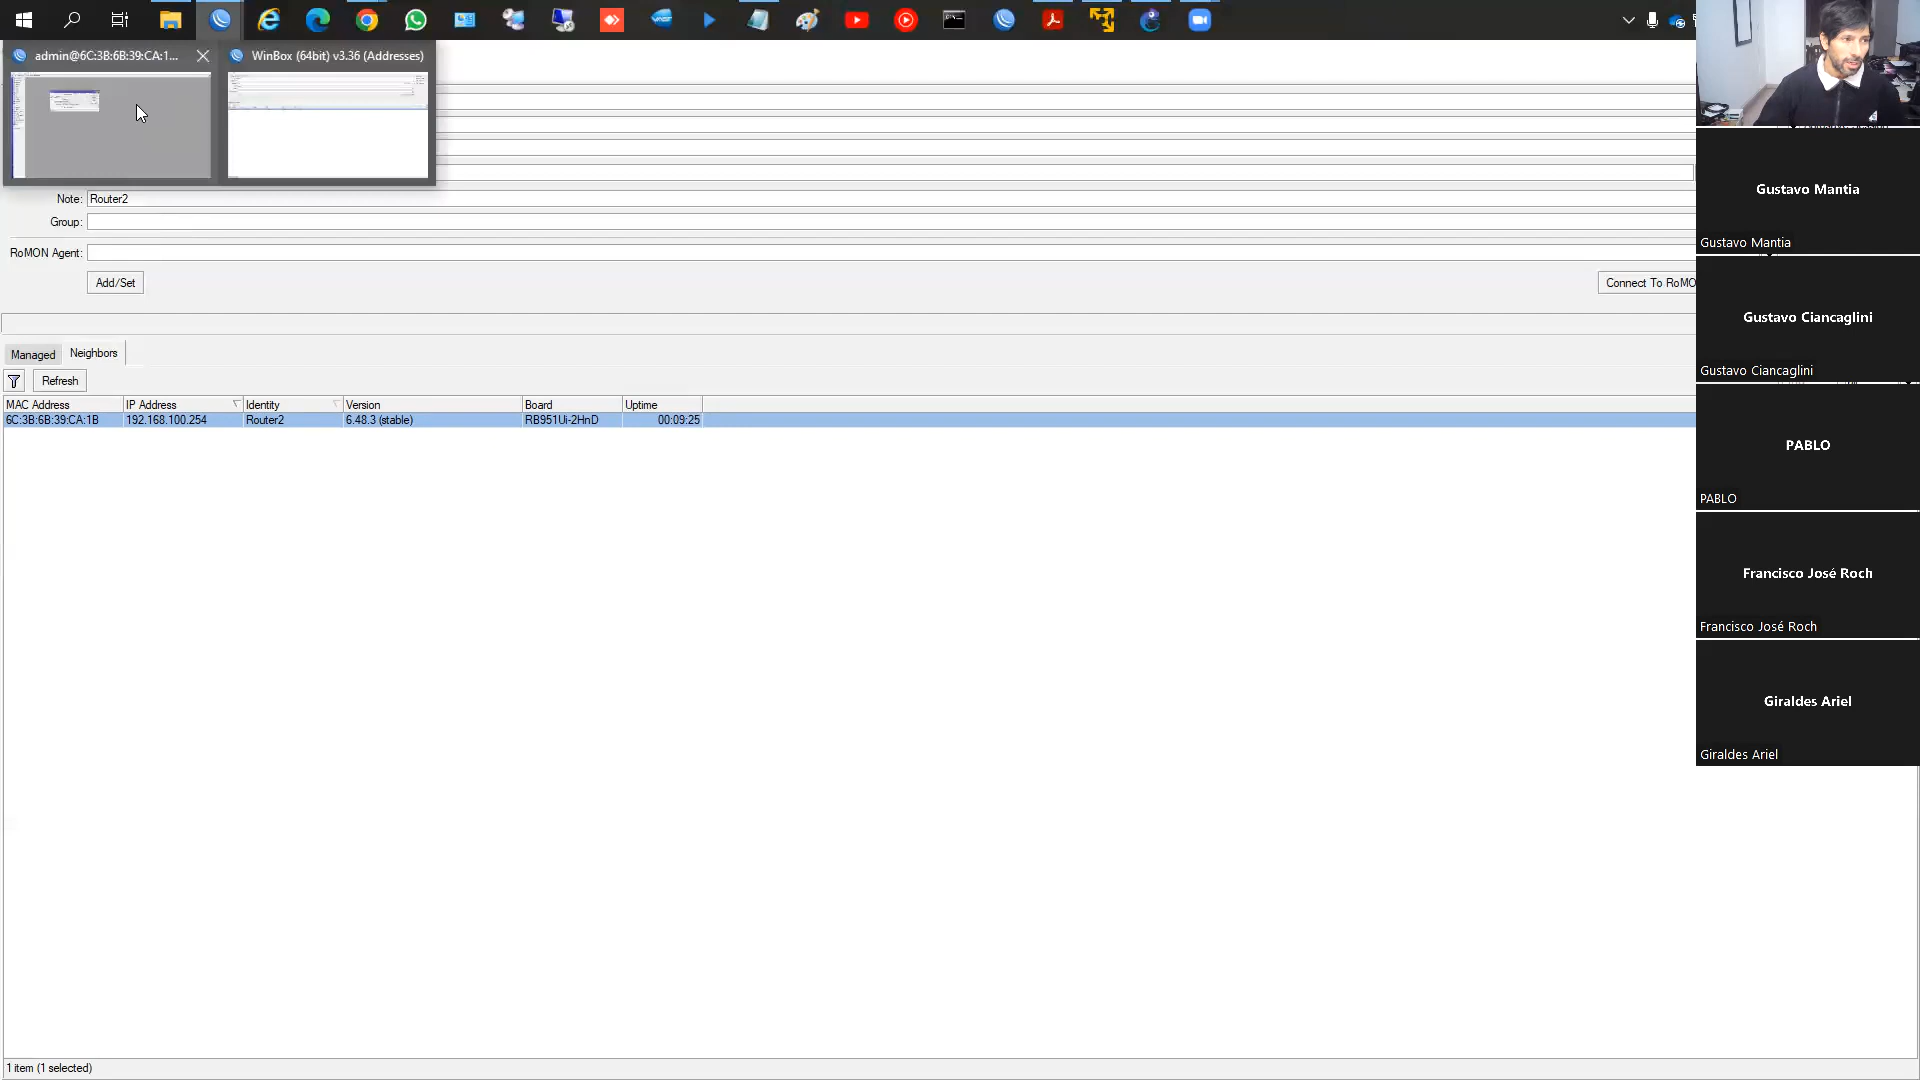 admin@6C:3B:6B:39:CA:1...
WinBox (64bit) v3.36 (Addresses)
Note: Router2
Group:
RoMON Agent:
Add/Set
Connect To RoMO
Managed
Neighbors
Refresh
MAC Address IP Address Identity Version Board Uptime
6C:3B:6B:39:CA:1B 192.168.100.254 Router2 6.48.3 (stable) RB951Ui-2HnD 00:09:25
1 item (1 selected)
Gustavo Mantia
Gustavo Mantia
Gustavo Ciancaglini
Gustavo Ciancaglini
PABLO
PABLO
Francisco José Roch
Francisco José Roch
Giraldes Ariel
Giraldes Ariel